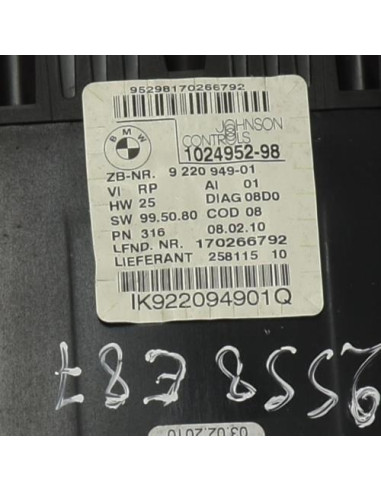 95298170266792
BMW
JOHNSON
CONTROLS
1024952-98
ZB-NR. 9 220 949-01
VI RP AI 01
HW 25 DIAG 08D0
SW 99.50.80 COD 08
PN 316 08.02.10
LFND. NR. 170266792
LIEFERANT 258115 10
IK922094901Q
03.02.2010